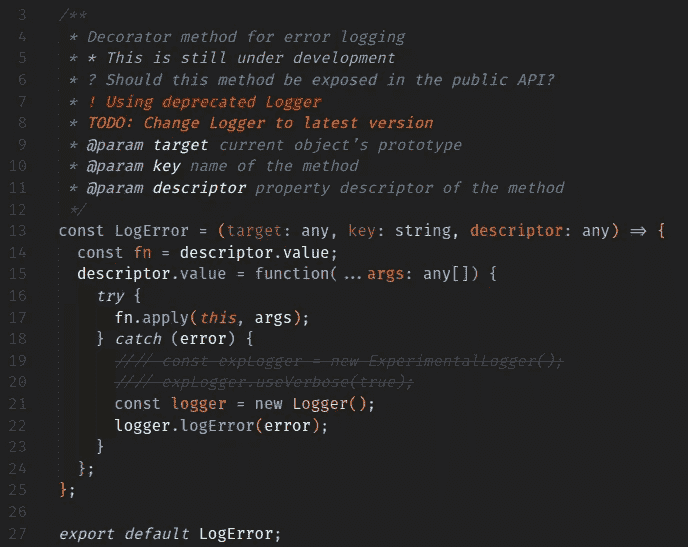 3 /**
4  * Decorator method for error logging
5  * * This is still under development
6  * ? Should this method be exposed in the public API?
7  * ! Using deprecated Logger
8  * TODO: Change Logger to latest version
9  * @param target current object's prototype
10  * @param key name of the method
11  * @param descriptor property descriptor of the method
12  */
13 const LogError = (target: any, key: string, descriptor: any) => {
14   const fn = descriptor.value;
15   descriptor.value = function(...args: any[]) {
16     try {
17       fn.apply(this, args);
18     } catch (error) {
19       //// const expLogger = new ExperimentalLogger();
20       //// expLogger.useVerbose(true);
21       const logger = new Logger();
22       logger.logError(error);
23     }
24   };
25 };
26
27 export default LogError;